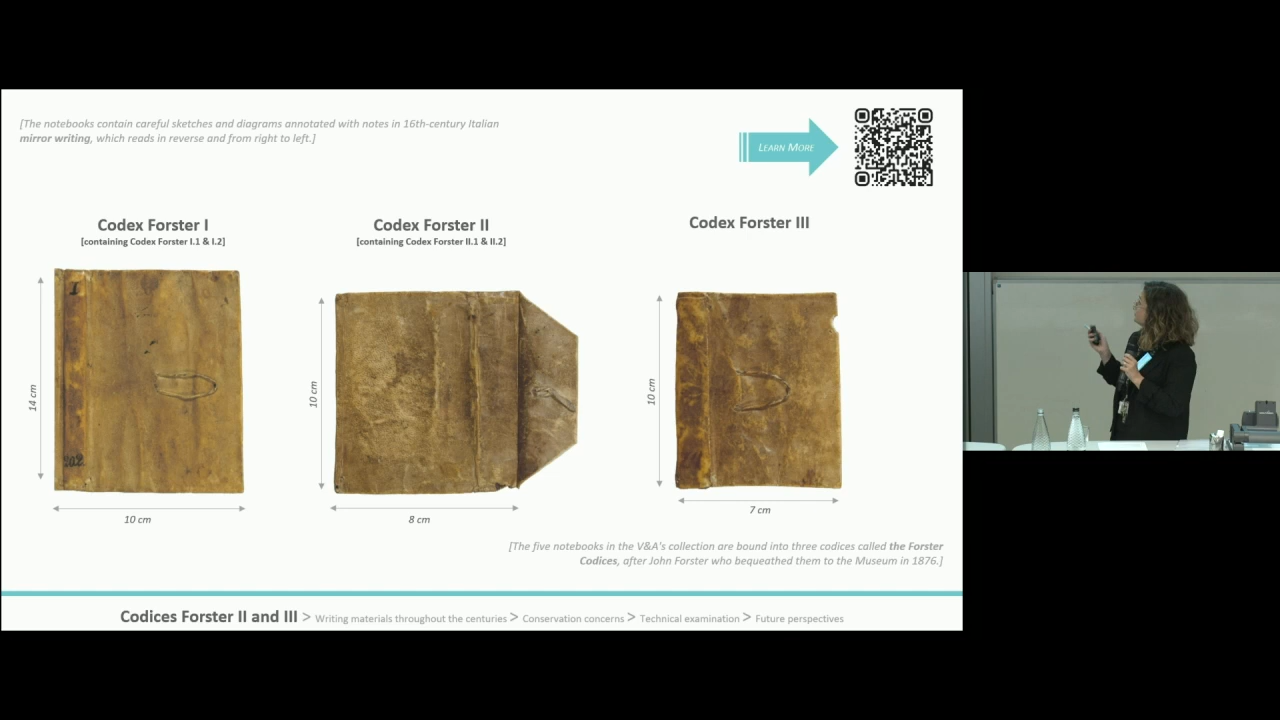 [The notebooks contain careful sketches and diagrams annotated with notes in 16th-century Italian
mirror writing, which reads in reverse and from right to left.]
LEARN MORE
Codex Forster I
[containing Codex Forster I.1 & I.2]
Codex Forster II
[containing Codex Forster II.1 & II.2]
Codex Forster III
14 cm
10 cm
10 cm
8 cm
10 cm
7 cm
[The five notebooks in the V&A's collection are bound into three codices called the Forster
Codices, after John Forster who bequeathed them to the Museum in 1876.]
Codices Forster II and III > Writing materials throughout the centuries > Conservation concerns > Technical examination > Future perspectives